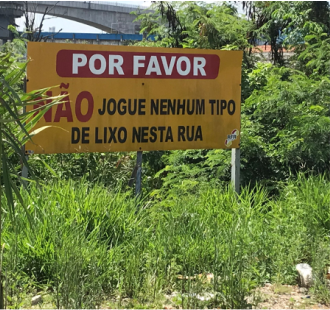 POR FAVOR
NÃO JOGUE NENHUM TIPO
DE LIXO NESTA RUA